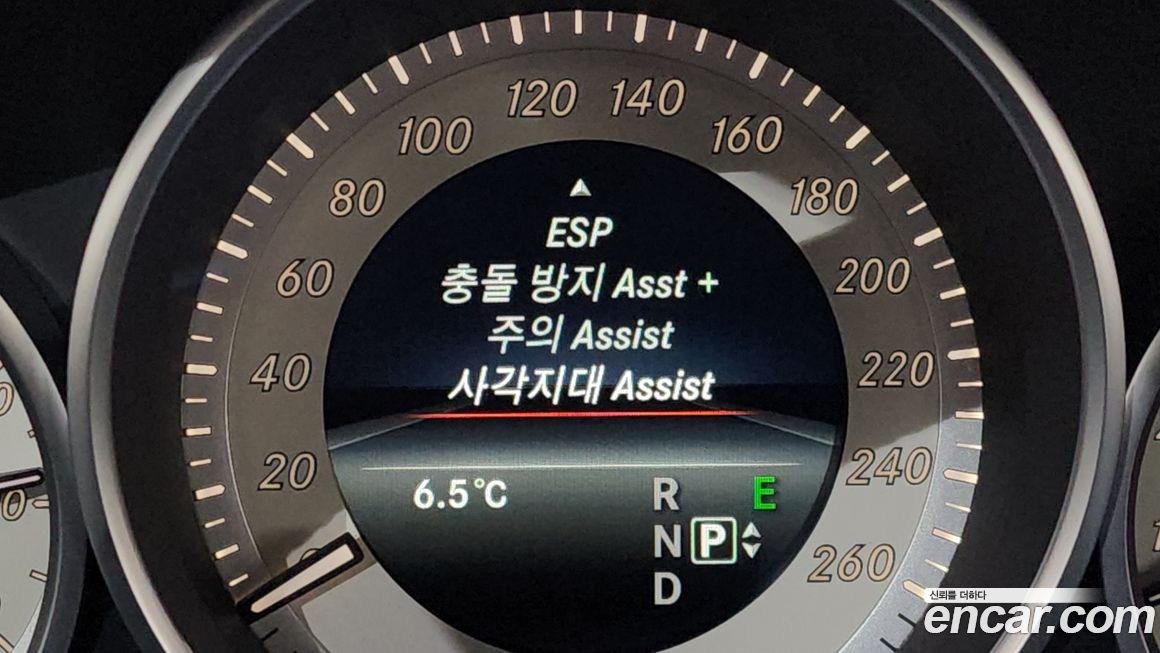 120 140
100 160
80 180
ESP
60 충돌 방지 Asst + 200
주의 Assist
40 사각지대 Assist 220
20 6.5°C R E 240
N P
D 260
신뢰를 더하다
encar.com